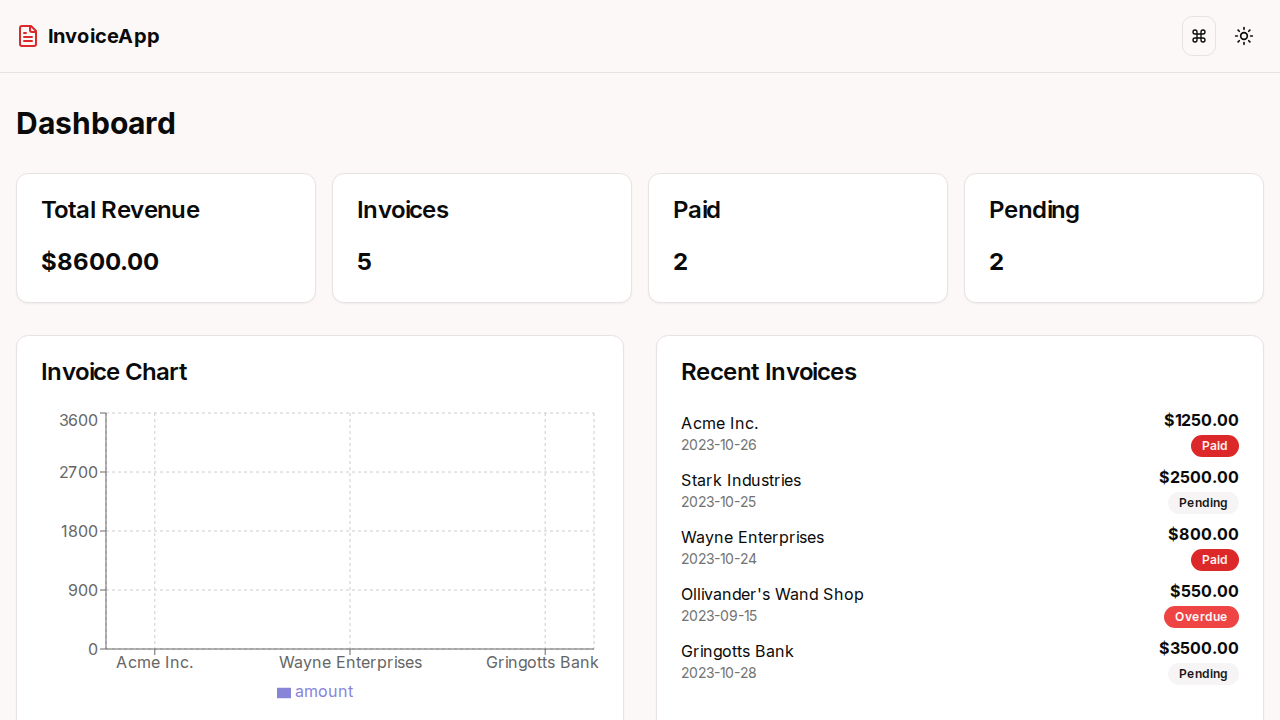 InvoiceApp
⌘
Dashboard
Total Revenue
$8600.00
Invoices
5
Paid
2
Pending
2
Invoice Chart
3600
2700
1800
900
0
Acme Inc. Wayne Enterprises Gringotts Bank
amount
Recent Invoices
Acme Inc. $1250.00
2023-10-26 Paid
Stark Industries $2500.00
2023-10-25 Pending
Wayne Enterprises $800.00
2023-10-24 Paid
Ollivander's Wand Shop $550.00
2023-09-15 Overdue
Gringotts Bank $3500.00
2023-10-28 Pending